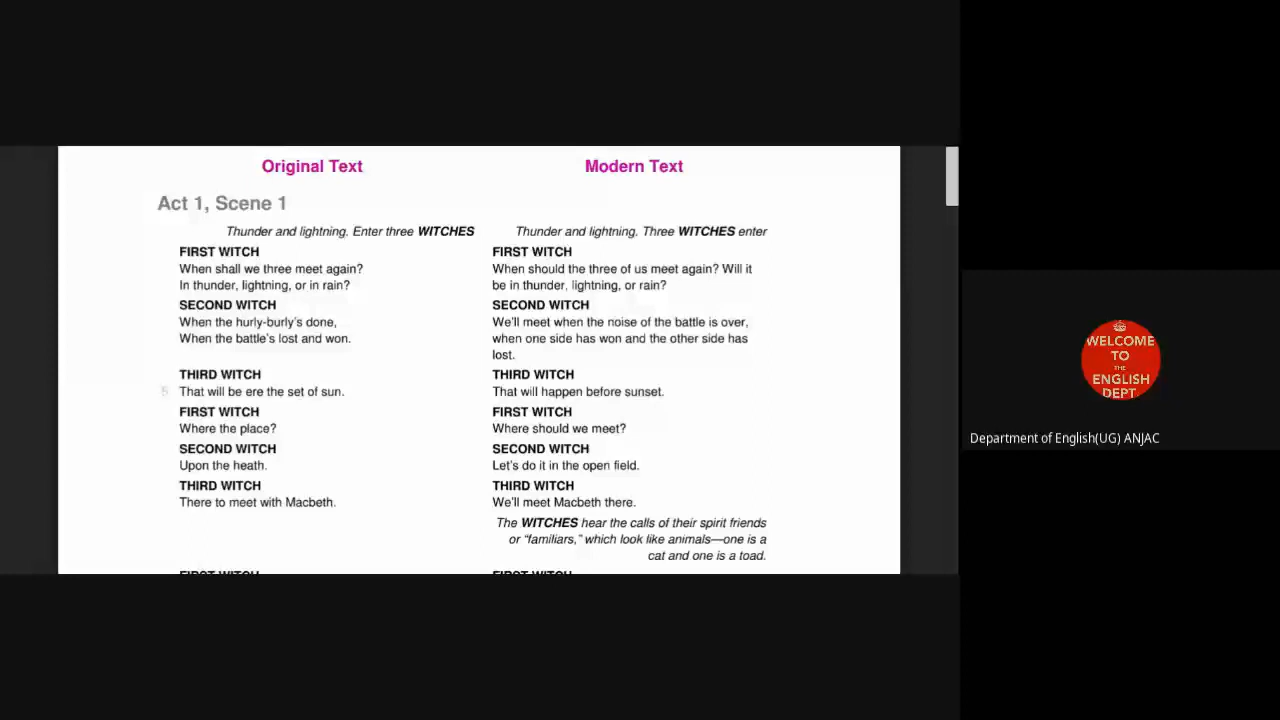 Original Text
Modern Text
Act 1, Scene 1
Thunder and lightning. Enter three WITCHES
FIRST WITCH
When shall we three meet again?
In thunder, lightning, or in rain?
SECOND WITCH
When the hurly-burly's done,
When the battle's lost and won.
THIRD WITCH
5 That will be ere the set of sun.
FIRST WITCH
Where the place?
SECOND WITCH
Upon the heath.
THIRD WITCH
There to meet with Macbeth.
FIRST WITCH
Thunder and lightning. Three WITCHES enter
FIRST WITCH
When should the three of us meet again? Will it
be in thunder, lightning, or rain?
SECOND WITCH
We'll meet when the noise of the battle is over,
when one side has won and the other side has
lost.
THIRD WITCH
That will happen before sunset.
FIRST WITCH
Where should we meet?
SECOND WITCH
Let's do it in the open field.
THIRD WITCH
We'll meet Macbeth there.
The WITCHES hear the calls of their spirit friends
or “familiars,” which look like animals—one is a
cat and one is a toad.
FIRST WITCH
WELCOME
TO
THE
ENGLISH
DEPT.
Department of English(UG) ANJAC